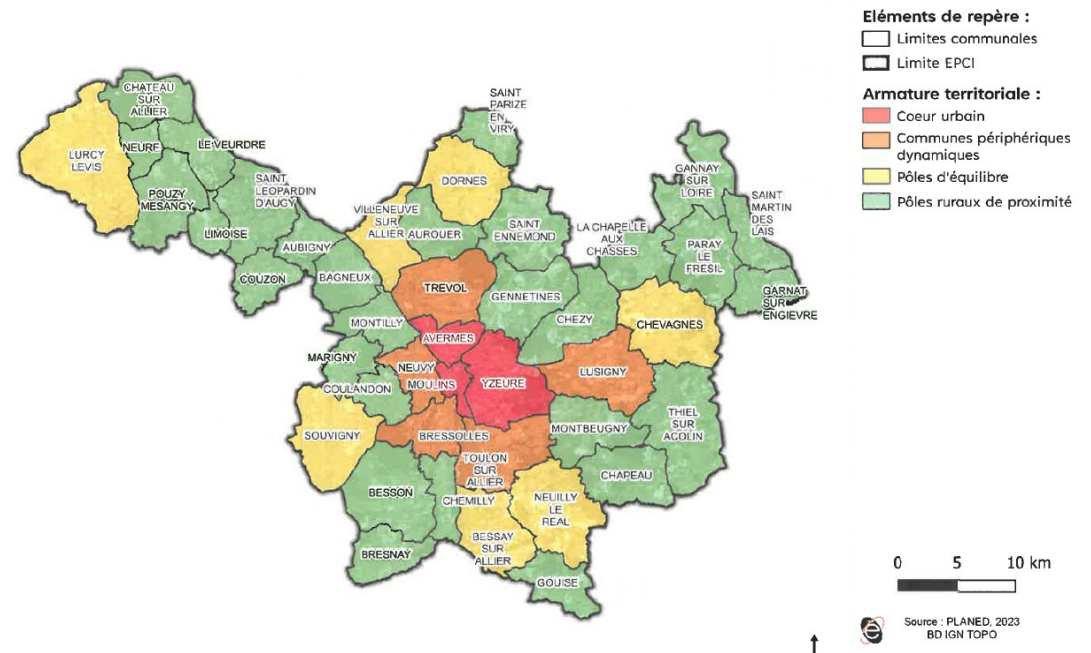 Eléments de repère :
Limites communales
Limite EPCI
Armature territoriale :
Coeur urbain
Communes périphériques
dynamiques
Pôles d'équilibre
Pôles ruraux de proximité
CHATEAU
SUR
ALLIER
LURCY
LEVIS
NEURE
LE VEURDRE
POUZY
MESANGY
SAINT
LEOPARDIN
D'AUGY
LIMOISE
AUBIGNY
COUZON
BAGNEUX
SAINT
PARIZE
EN
VIRY
DORNES
VILLENEUVE
SUR
ALLIER
AUROUER
SAINT
ENNEMOND
LA CHAPELLE
AUX
CHASSES
GANNAY
SUR
LOIRE
SAINT
MARTIN
DES
LAIS
PARAY
LE
FRESIL
GARNAT
SUR
ENGIEVRE
TREVOL
GENNETINES
CHEZY
CHEVAGNES
MONTILLY
AVERMES
MARIGNY
NEUVY
MOULINS
YZEURE
LUSIGNY
COULANDON
SOUVIGNY
BRESSOLLES
MONTBEUGNY
THIEL
SUR
ACOLIN
TOULON
SUR
ALLIER
CHAPEAU
BESSON
CHEMILLY
NEUILLY
LE
REAL
BESSAY
SUR
ALLIER
BRESNAY
GOUISE
0 5 10 km
Source : PLANED, 2023
BD IGN TOPO